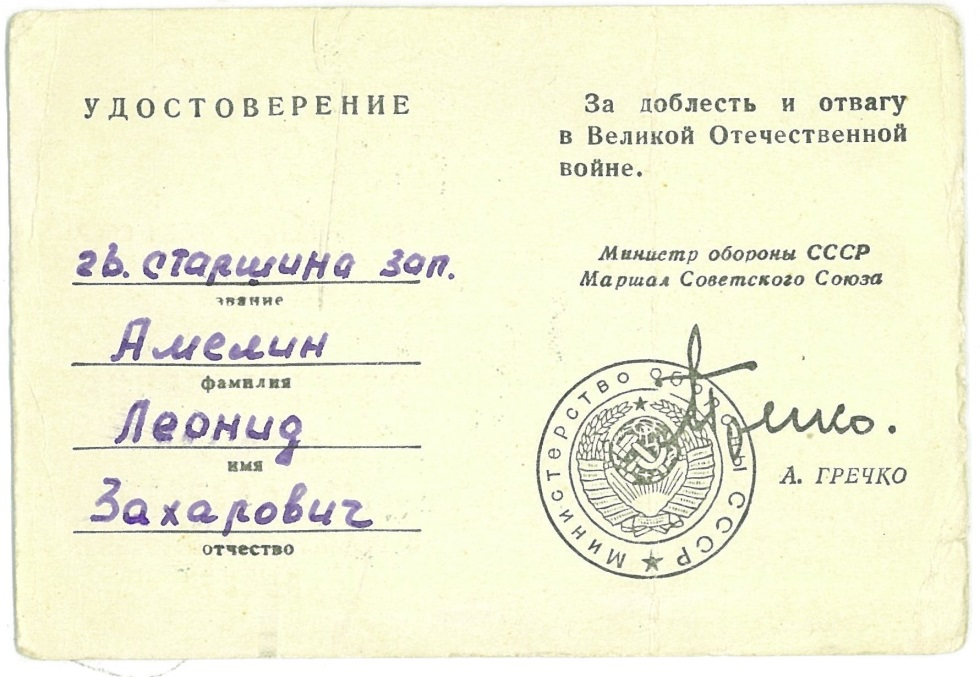 УДОСТОВЕРЕНИЕ
гв. старшина зап.
звание
Амелин
фамилия
Леонид
имя
Захарович
отчество
За доблесть и отвагу
в Великой Отечественной
войне.
Министр обороны СССР
Маршал Советского Союза
Гречко.
А. ГРЕЧКО
Министерство Обороны СССР